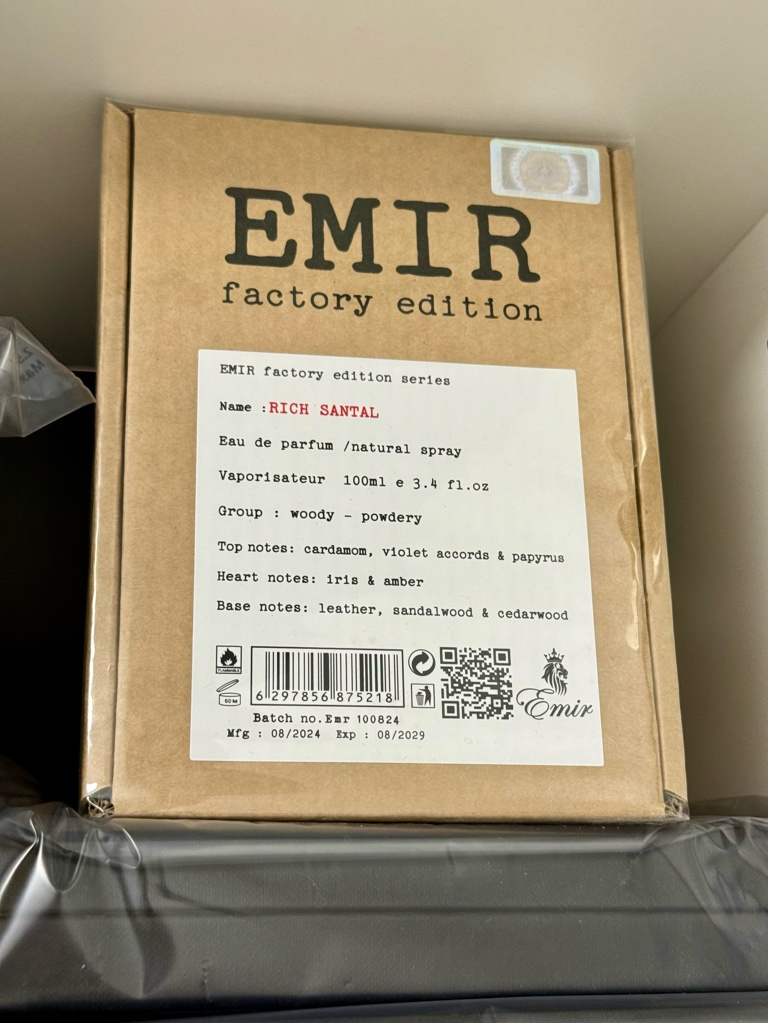 EMIR
factory edition
EMIR factory edition series
Name :RICH SANTAL
Eau de parfum /natural spray
Vaporisateur 100ml e 3.4 fl.oz
Group : woody - powdery
Top notes: cardamom, violet accords & papyrus
Heart notes: iris & amber
Base notes: leather, sandalwood & cedarwood
FLAMMABLE
60 M
6 297856 875218
Emir
Batch no.Emr 100824
Mfg : 08/2024 Exp : 08/2029